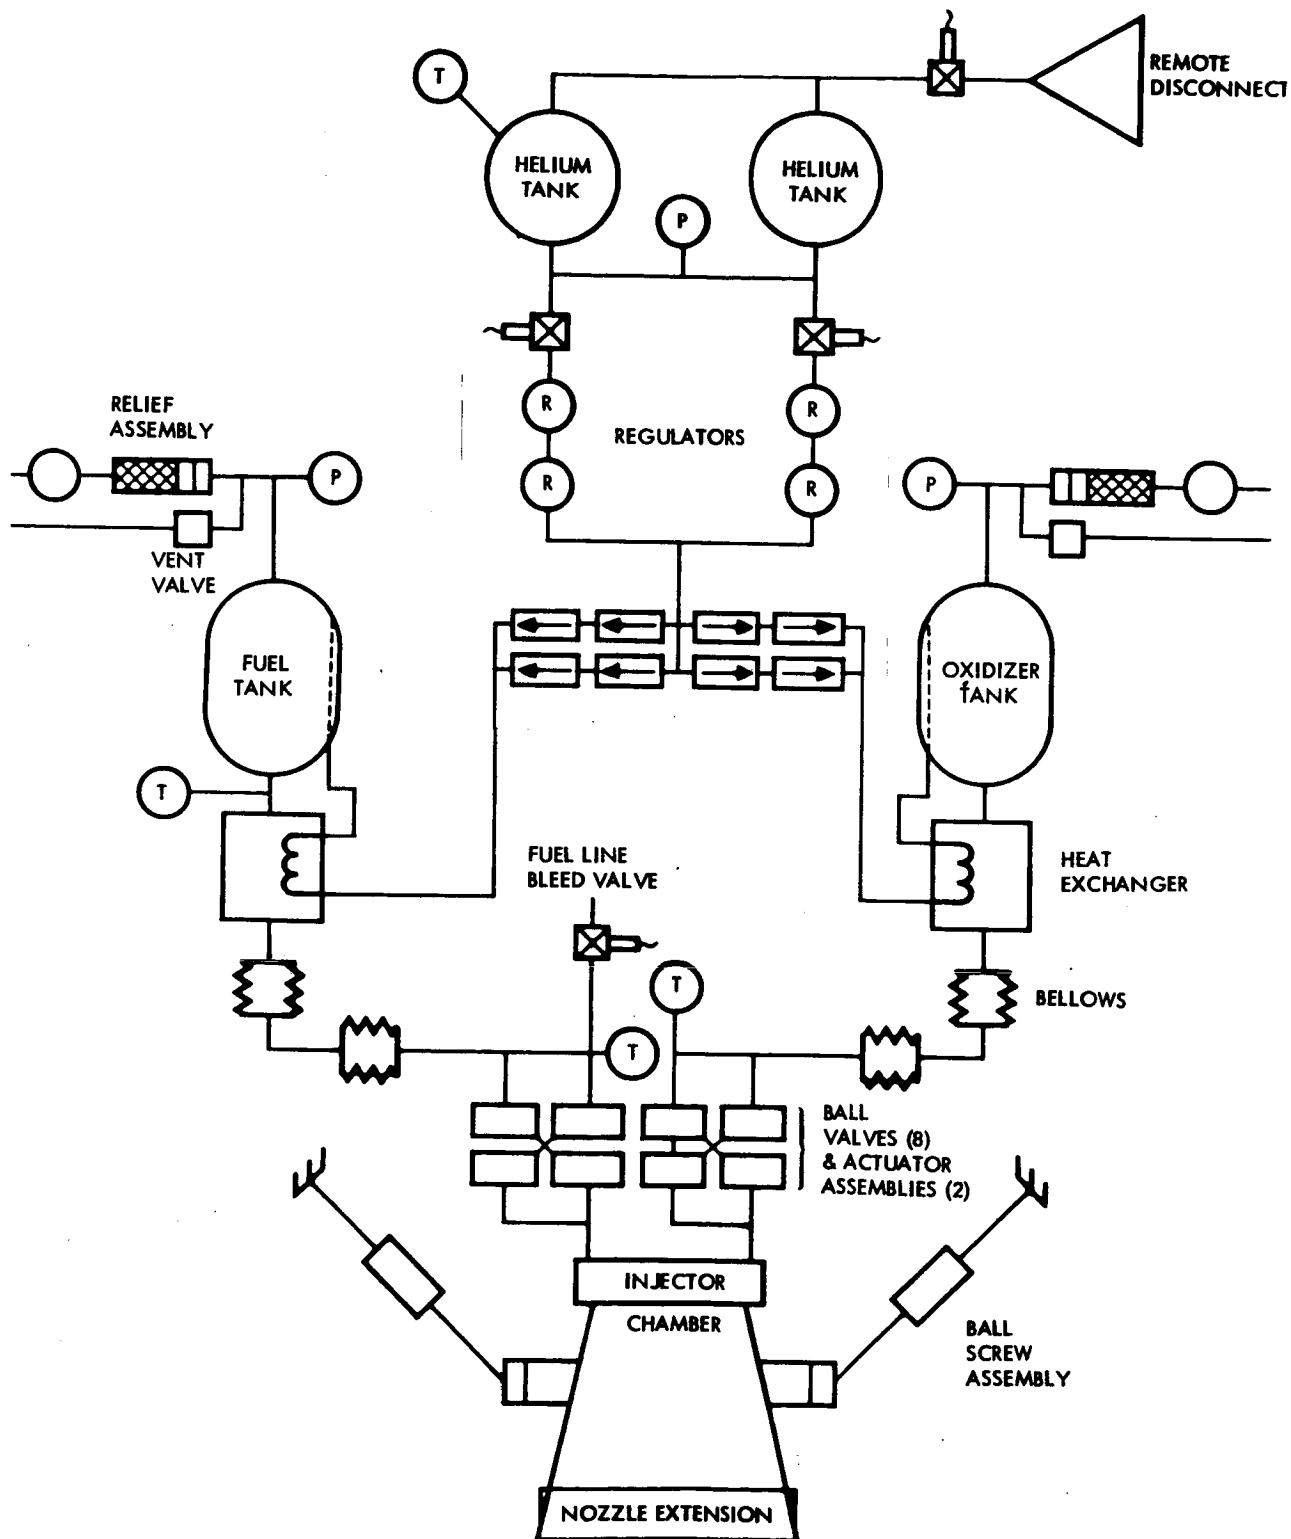 REMOTE
DISCONNECT
T
HELIUM
TANK
HELIUM
TANK
P
RELIEF
ASSEMBLY
R
R
REGULATORS
P
R
R
P
VENT
VALVE
FUEL
TANK
OXIDIZER
TANK
T
FUEL LINE
BLEED VALVE
HEAT
EXCHANGER
T
BELLOWS
T
BALL
VALVES (8)
& ACTUATOR
ASSEMBLIES (2)
INJECTOR
CHAMBER
BALL
SCREW
ASSEMBLY
NOZZLE EXTENSION